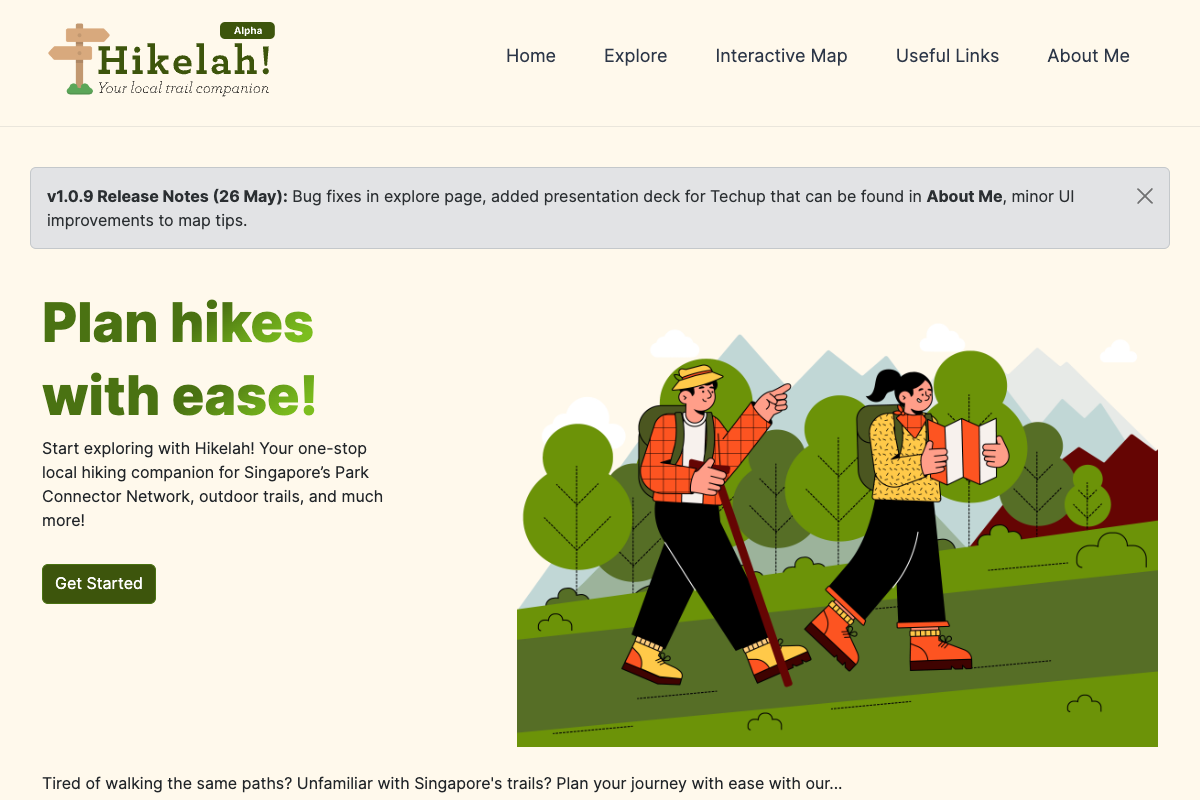 Alpha
Hikelah!
Your local trail companion
Home
Explore
Interactive Map
Useful Links
About Me
v1.0.9 Release Notes (26 May): Bug fixes in explore page, added presentation deck for Techup that can be found in About Me, minor UI
improvements to map tips.
Plan hikes
with ease!
Start exploring with Hikelah! Your one-stop
local hiking companion for Singapore’s Park
Connector Network, outdoor trails, and much
more!
Get Started
Tired of walking the same paths? Unfamiliar with Singapore's trails? Plan your journey with ease with our...